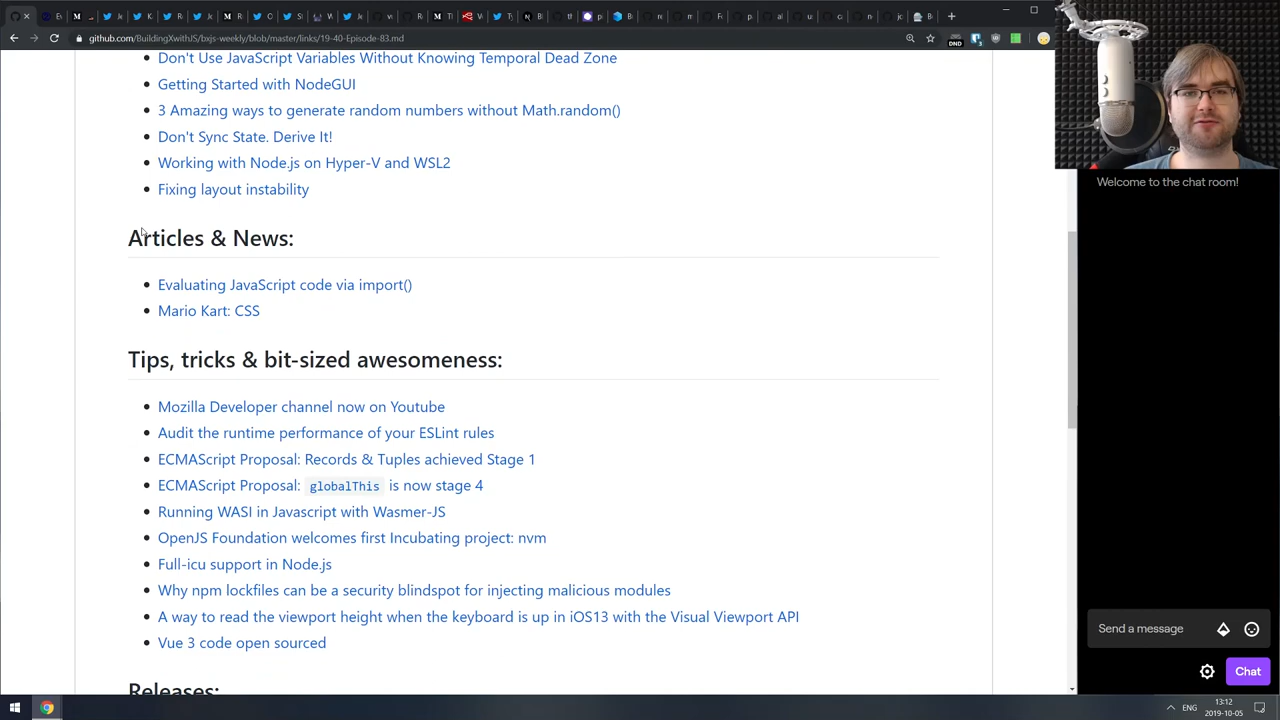 github.com/BuildingXwithJS/bxjs-weekly/blob/master/links/19-40-Episode-83.md
Don't Use JavaScript Variables Without Knowing Temporal Dead Zone
Getting Started with NodeGUI
3 Amazing ways to generate random numbers without Math.random()
Don't Sync State. Derive It!
Working with Node.js on Hyper-V and WSL2
Fixing layout instability
Articles & News:
Evaluating JavaScript code via import()
Mario Kart: CSS
Tips, tricks & bit-sized awesomeness:
Mozilla Developer channel now on Youtube
Audit the runtime performance of your ESLint rules
ECMAScript Proposal: Records & Tuples achieved Stage 1
ECMAScript Proposal: globalThis is now stage 4
Running WASI in Javascript with Wasmer-JS
OpenJS Foundation welcomes first Incubating project: nvm
Full-icu support in Node.js
Why npm lockfiles can be a security blindspot for injecting malicious modules
A way to read the viewport height when the keyboard is up in iOS13 with the Visual Viewport API
Vue 3 code open sourced
Releases:
Welcome to the chat room!
Send a message
Chat
ENG
13:12
2019-10-05